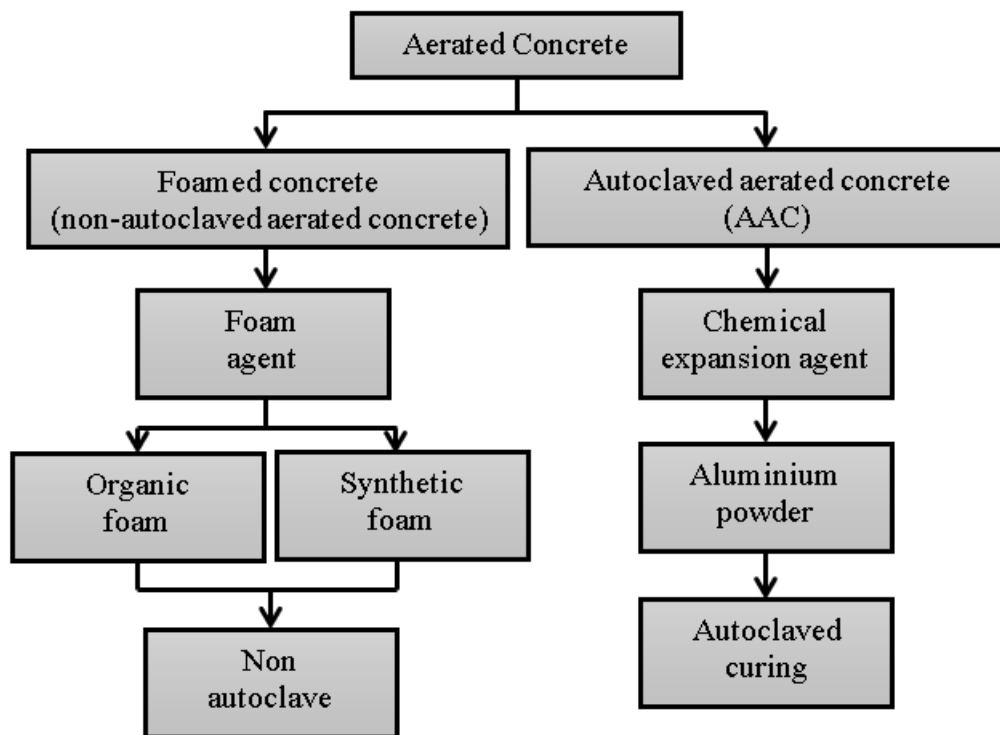 Aerated Concrete
Foamed concrete
(non-autoclaved aerated concrete)
Autoclaved aerated concrete
(AAC)
Foam
agent
Chemical
expansion agent
Organic
foam
Synthetic
foam
Aluminium
powder
Non
autoclave
Autoclaved
curing